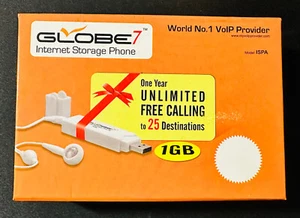 GLOBE7™
Internet Storage Phone
World No.1 VoIP Provider
Model: ISPA
One Year
UNLIMITED
FREE CALLING
to 25 Destinations
1GB